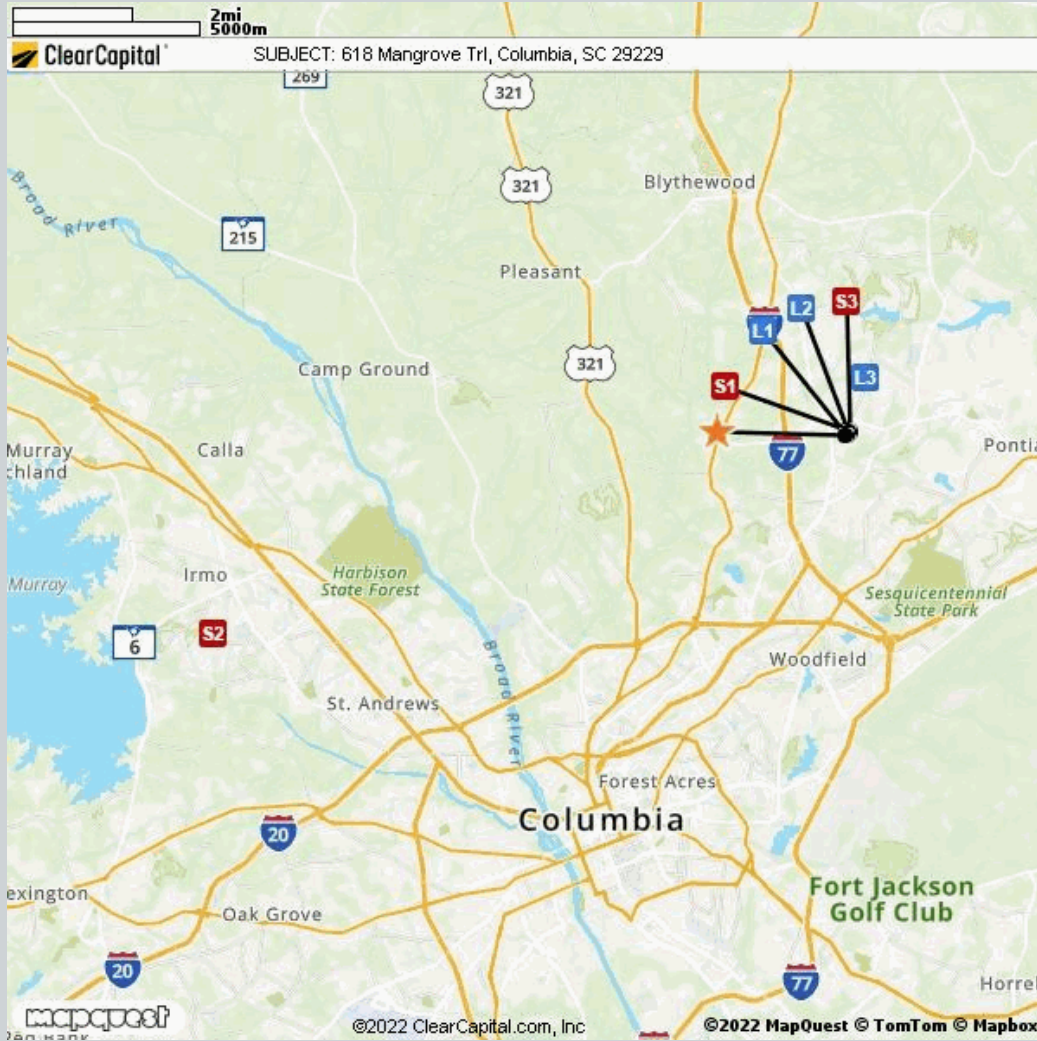 2mi
5000m
ClearCapital
SUBJECT: 618 Mangrove Trl, Columbia, SC 29229
269
321
321
Blythewood
Broad River
215
Pleasant
L1
L2
S3
321
Camp Ground
S1
L3
Murray
chland
Calla
77
Ponti
Irmo
Harbison
State Forest
Murray
Sesquicentennial
State Park
S2
6
Broad River
Woodfield
St. Andrews
Forest Acres
Columbia
20
exington
Oak Grove
Fort Jackson
Golf Club
20
77
Horre
mapquest
©2022 ClearCapital.com, Inc
©2022 MapQuest © TomTom © Mapbox